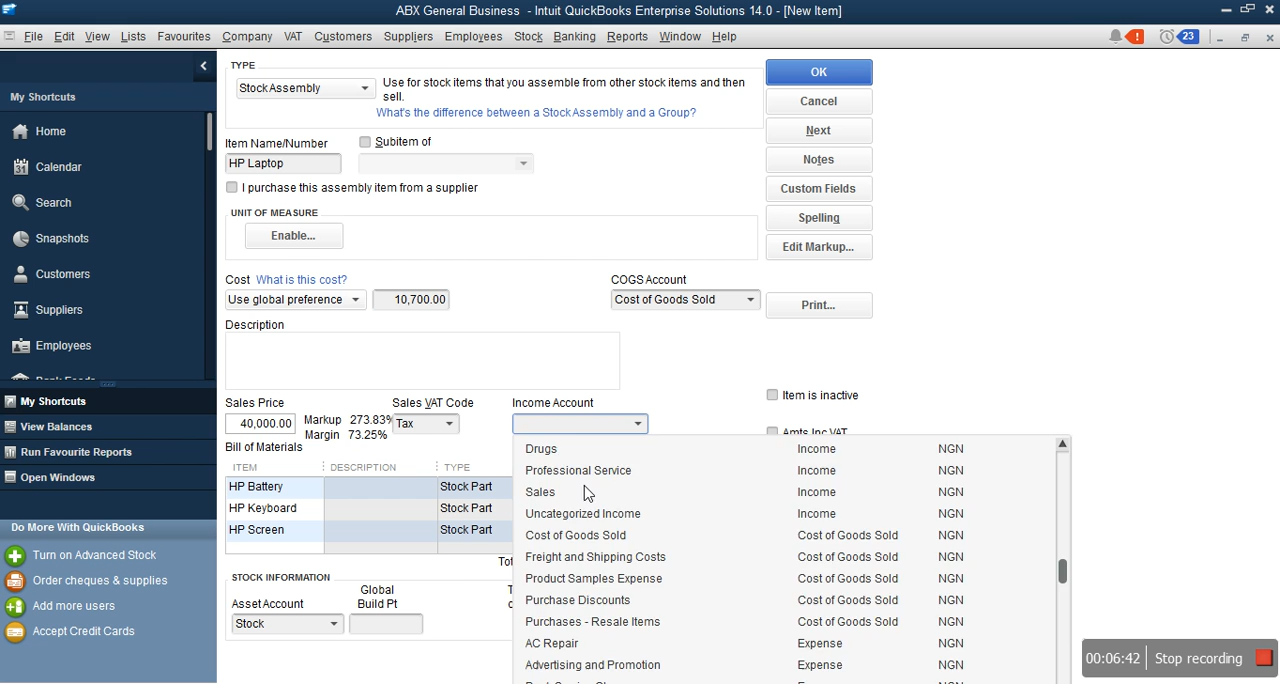 ABX General Business - Intuit QuickBooks Enterprise Solutions 14.0 - [New Item]
File Edit View Lists Favourites Company VAT Customers Suppliers Employees Stock Banking Reports Window Help
! 23
My Shortcuts
Home
31 Calendar
Search
Snapshots
Customers
Suppliers
Employees
My Shortcuts
View Balances
Run Favourite Reports
Open Windows
Do More With QuickBooks
Turn on Advanced Stock
Order cheques & supplies
Add more users
Accept Credit Cards
TYPE
Stock Assembly
Use for stock items that you assemble from other stock items and then
sell.
What's the difference between a Stock Assembly and a Group?
Item Name/Number
Subitem of
HP Laptop
I purchase this assembly item from a supplier
UNIT OF MEASURE
Enable...
Cost What is this cost?
COGS Account
Use global preference
10,700.00
Cost of Goods Sold
Description
Sales Price
Sales VAT Code
Income Account
40,000.00
Markup 273.83%
Margin 73.25%
Tax
Bill of Materials
ITEM DESCRIPTION TYPE
HP Battery Stock Part
HP Keyboard Stock Part
HP Screen Stock Part
STOCK INFORMATION
Asset Account
Global
Build Pt
Stock
OK
Cancel
Next
Notes
Custom Fields
Spelling
Edit Markup...
Print...
Item is inactive
Amts Inc VAT
Drugs Income NGN
Professional Service Income NGN
Sales Income NGN
Uncategorized Income Income NGN
Cost of Goods Sold Cost of Goods Sold NGN
Freight and Shipping Costs Cost of Goods Sold NGN
Product Samples Expense Cost of Goods Sold NGN
Purchase Discounts Cost of Goods Sold NGN
Purchases - Resale Items Cost of Goods Sold NGN
AC Repair Expense NGN
Advertising and Promotion Expense NGN
00:06:42 Stop recording